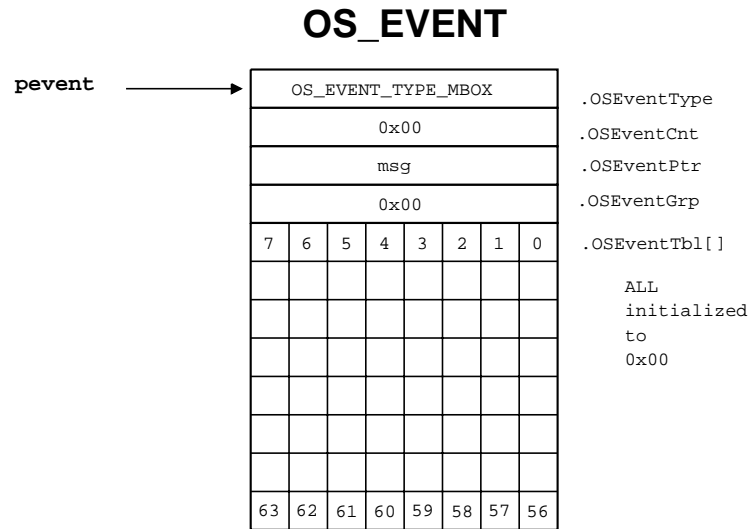 OS_EVENT
pevent
OS_EVENT_TYPE_MBOX
.OSEventType
0x00
.OSEventCnt
msg
.OSEventPtr
0x00
.OSEventGrp
7 6 5 4 3 2 1 0
.OSEventTbl[]
ALL
initialized
to
0x00
63 62 61 60 59 58 57 56